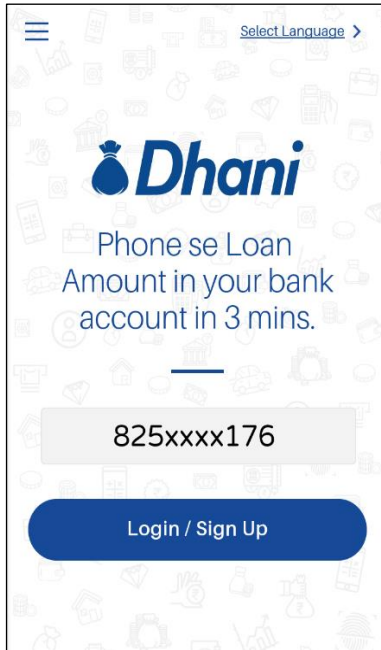 Select Language >
Dhani
Phone se Loan
Amount in your bank
account in 3 mins.
825xxxx176
Login / Sign Up